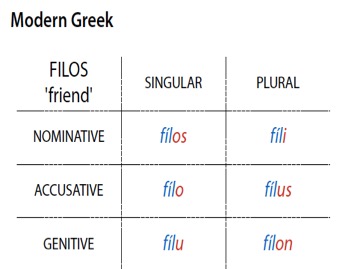 Modern Greek
FILOS
'friend'
SINGULAR
PLURAL
NOMINATIVE
fílos
fíli
ACCUSATIVE
fílo
fílus
GENITIVE
fílu
fílon